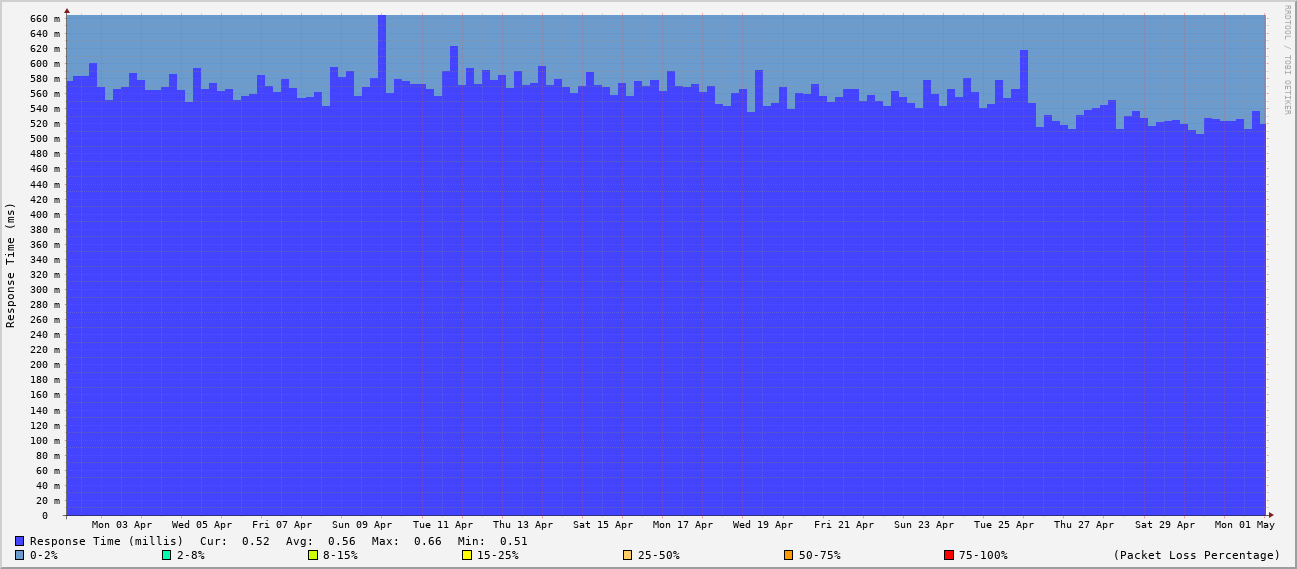 RRDTOOL / TOBI OETIKER
Response Time (ms)
660 m
640 m
620 m
600 m
580 m
560 m
540 m
520 m
500 m
480 m
460 m
440 m
420 m
400 m
380 m
360 m
340 m
320 m
300 m
280 m
260 m
240 m
220 m
200 m
180 m
160 m
140 m
120 m
100 m
80 m
60 m
40 m
20 m
0
Mon 03 Apr Wed 05 Apr Fri 07 Apr Sun 09 Apr Tue 11 Apr Thu 13 Apr Sat 15 Apr Mon 17 Apr Wed 19 Apr Fri 21 Apr Sun 23 Apr Tue 25 Apr Thu 27 Apr Sat 29 Apr Mon 01 May
Response Time (millis) Cur: 0.52 Avg: 0.56 Max: 0.66 Min: 0.51
0-2% 2-8% 8-15% 15-25% 25-50% 50-75% 75-100% (Packet Loss Percentage)